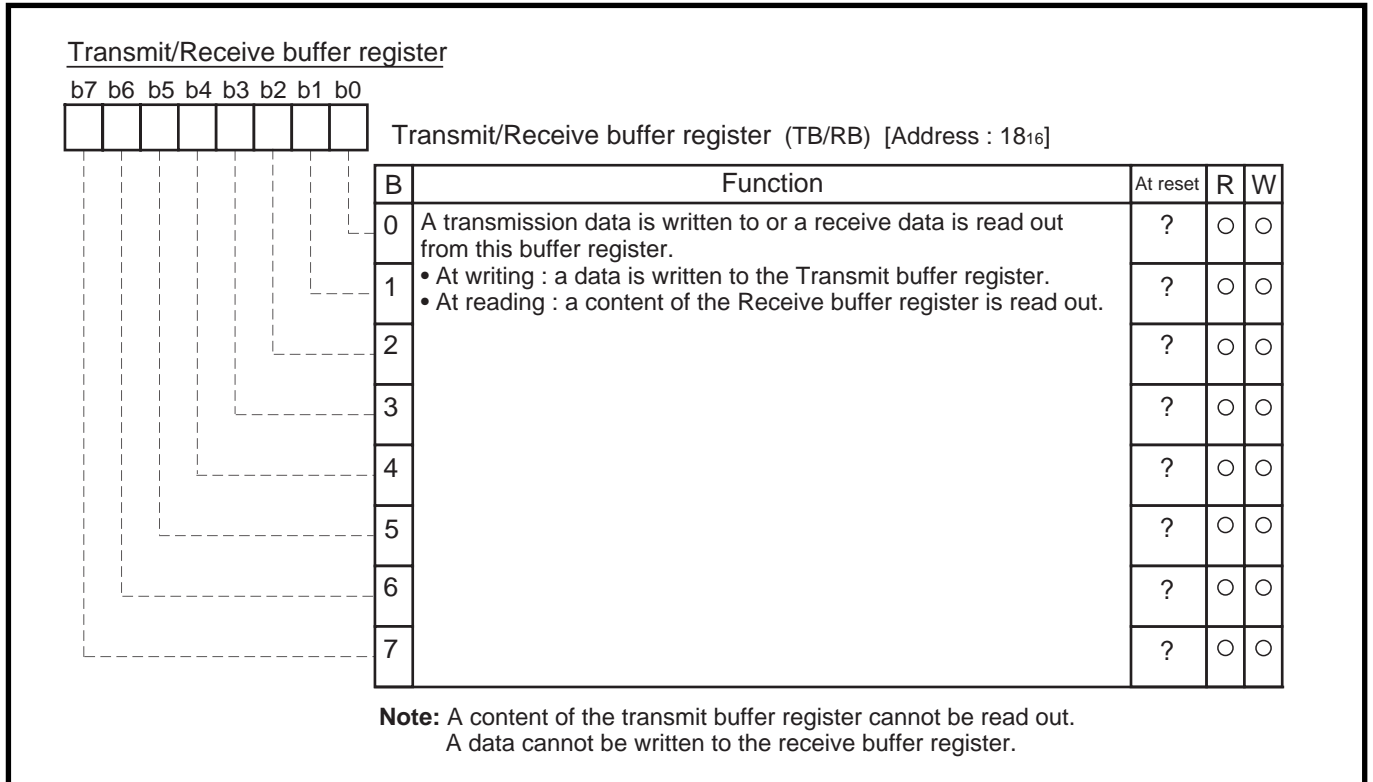 Transmit/Receive buffer register
b7 b6 b5 b4 b3 b2 b1 b0
Transmit/Receive buffer register (TB/RB) [Address : 18₁₆]
B Function At reset R W
0 A transmission data is written to or a receive data is read out ? ○ ○
from this buffer register.
• At writing : a data is written to the Transmit buffer register.
1 ? ○ ○
• At reading : a content of the Receive buffer register is read out.
2 ? ○ ○
3 ? ○ ○
4 ? ○ ○
5 ? ○ ○
6 ? ○ ○
7 ? ○ ○
Note: A content of the transmit buffer register cannot be read out.
A data cannot be written to the receive buffer register.